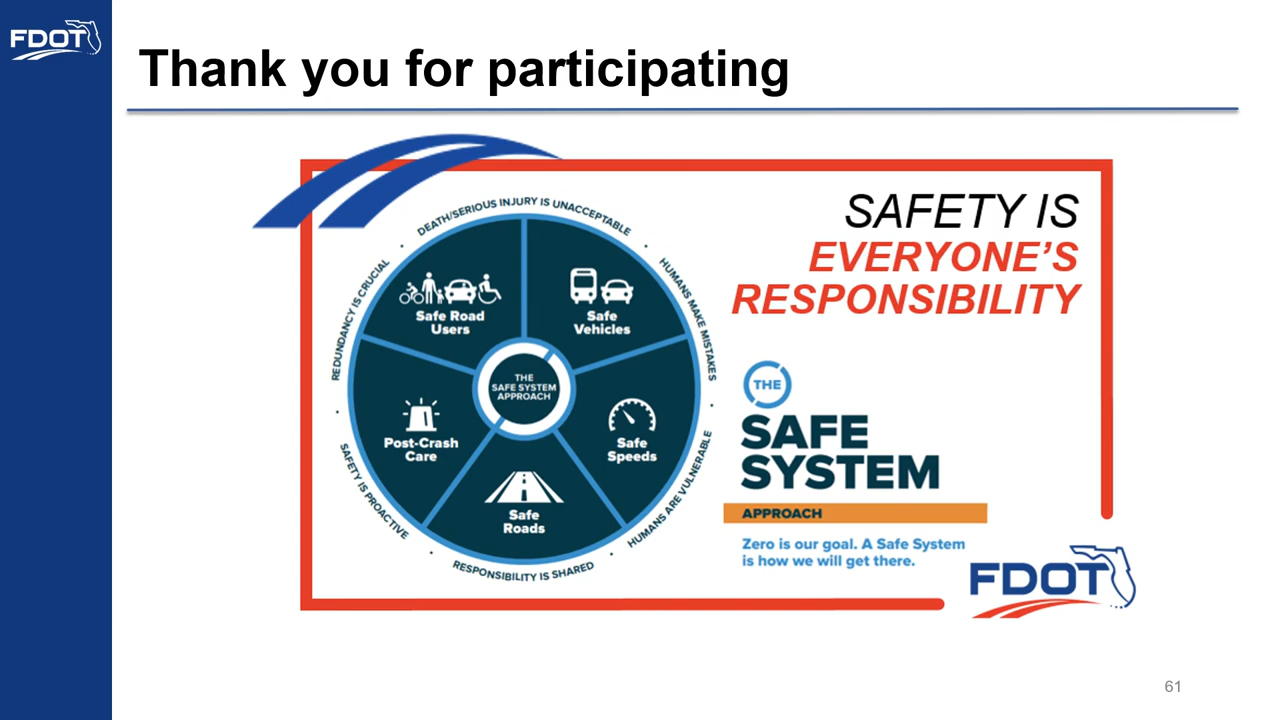 FDOT
Thank you for participating
DEATH/SERIOUS INJURY IS UNACCEPTABLE
HUMANS MAKE MISTAKES
HUMANS ARE VULNERABLE
RESPONSIBILITY IS SHARED
SAFETY IS PROACTIVE
REDUNDANCY IS CRUCIAL
Safe Road
Users
Safe
Vehicles
THE
SAFE SYSTEM
APPROACH
Post-Crash
Care
Safe
Speeds
Safe
Roads
SAFETY IS
EVERYONE’S
RESPONSIBILITY
THE
SAFE
SYSTEM
APPROACH
Zero is our goal. A Safe System
is how we will get there.
FDOT
61